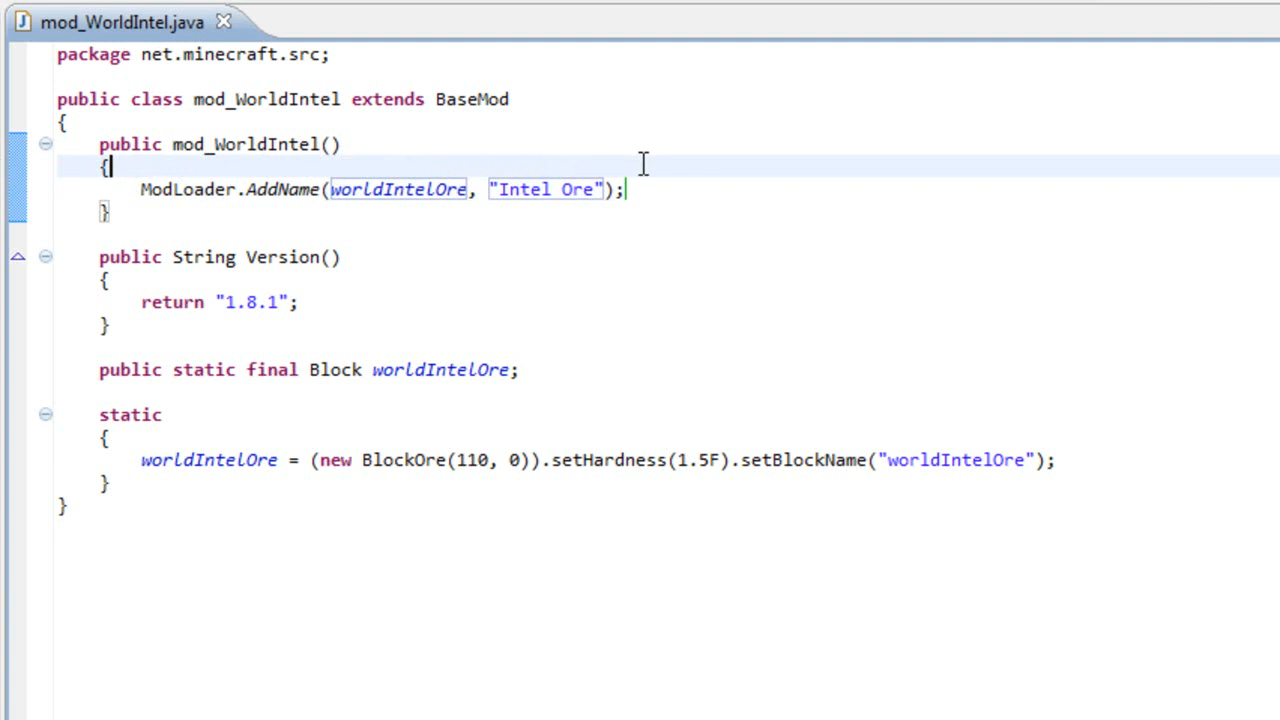 mod_WorldIntel.java
package net.minecraft.src;
public class mod_WorldIntel extends BaseMod
{
public mod_WorldIntel()
{
ModLoader.AddName(worldIntelOre, "Intel Ore");
}
public String Version()
{
return "1.8.1";
}
public static final Block worldIntelOre;
static
{
worldIntelOre = (new BlockOre(110, 0)).setHardness(1.5F).setBlockName("worldIntelOre");
}
}